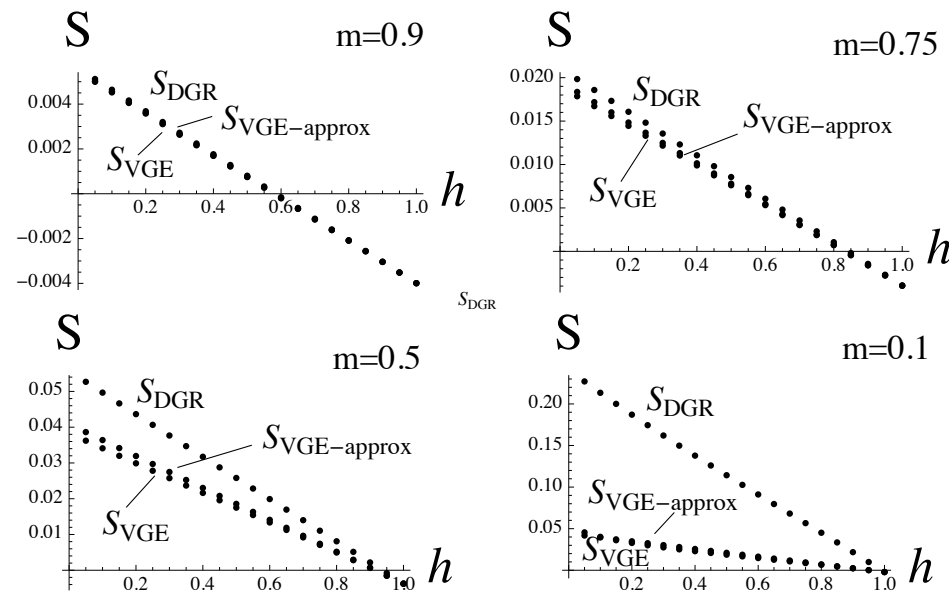 S
m=0.9
0.004
0.002
−0.002
−0.004
S_DGR
S_VGE−approx
S_VGE
0.2 0.4 0.6 0.8 1.0
h
S
m=0.75
0.020
0.015
0.010
0.005
S_DGR
S_VGE−approx
S_VGE
0.2 0.4 0.6 0.8 1.0
h
S_DGR
S
m=0.5
0.05
0.04
0.03
0.02
0.01
S_DGR
S_VGE−approx
S_VGE
0.2 0.4 0.6 0.8 1.0
h
S
m=0.1
0.20
0.15
0.10
0.05
S_DGR
S_VGE−approx
S_VGE
0.2 0.4 0.6 0.8 1.0
h